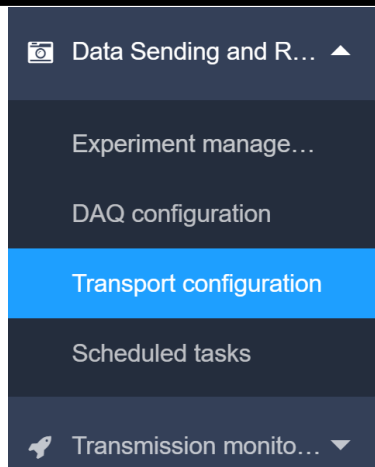 Data Sending and R...
Experiment manage...
DAQ configuration
Transport configuration
Scheduled tasks
Transmission monito...